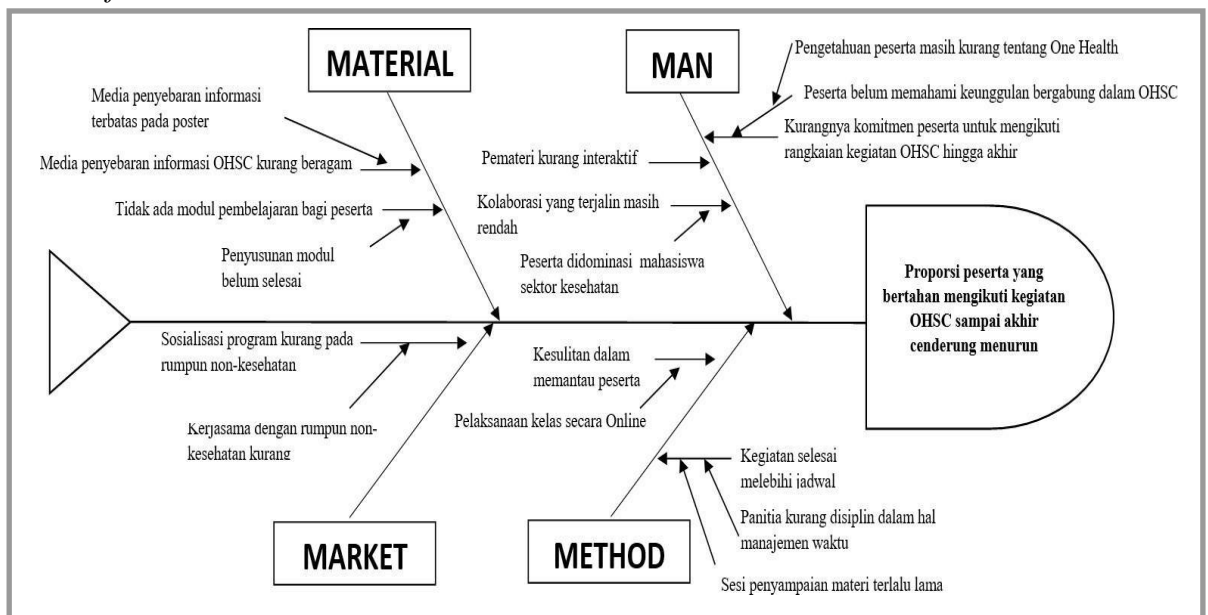 MATERIAL
Media penyebaran informasi
terbatas pada poster
Media penyebaran informasi OHSC kurang beragam
Tidak ada modul pembelajaran bagi peserta
Penyusunan modul
belum selesai
MAN
Pengetahuan peserta masih kurang tentang One Health
Peserta belum memahami keunggulan bergabung dalam OHSC
Kurangnya komitmen peserta untuk mengikuti
rangkaian kegiatan OHSC hingga akhir
Pemateri kurang interaktif
Kolaborasi yang terjalin masih
rendah
Peserta didominasi mahasiswa
sektor kesehatan
Proporsi peserta yang
bertahan mengikuti kegiatan
OHSC sampai akhir
cenderung menurun
Sosialisasi program kurang pada
rumpun non-kesehatan
Kerjasama dengan rumpun non-
kesehatan kurang
MARKET
Kesulitan dalam
memantau peserta
Pelaksanaan kelas secara Online
Kegiatan selesai
melebihi jadwal
Panitia kurang disiplin dalam hal
manajemen waktu
Sesi penyampaian materi terlalu lama
METHOD